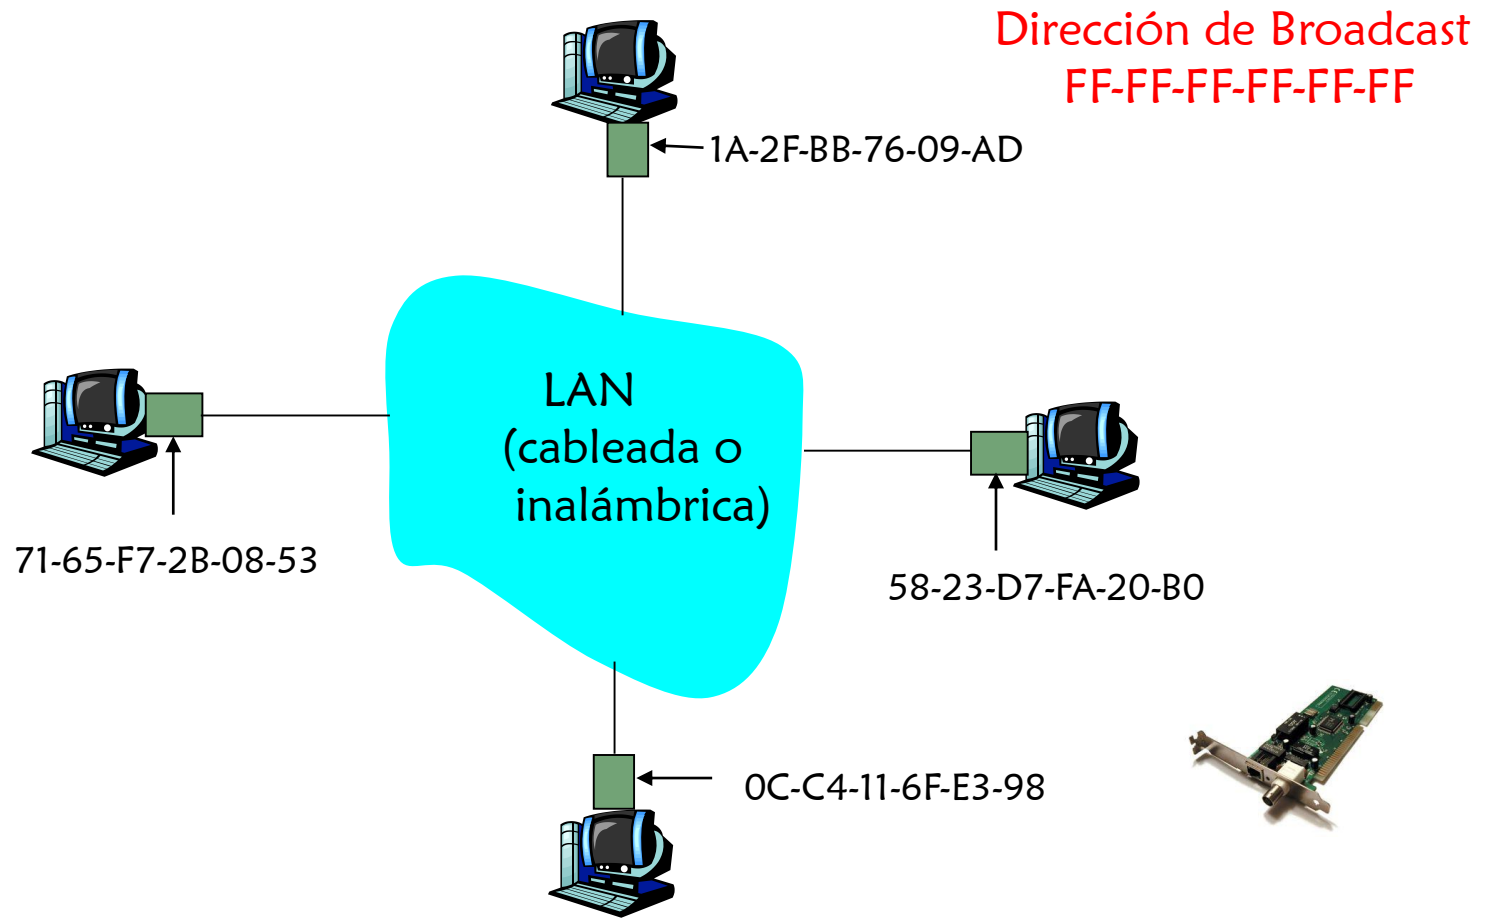 Dirección de Broadcast
FF-FF-FF-FF-FF-FF
1A-2F-BB-76-09-AD
LAN
(cableada o
inalámbrica)
71-65-F7-2B-08-53
58-23-D7-FA-20-B0
0C-C4-11-6F-E3-98